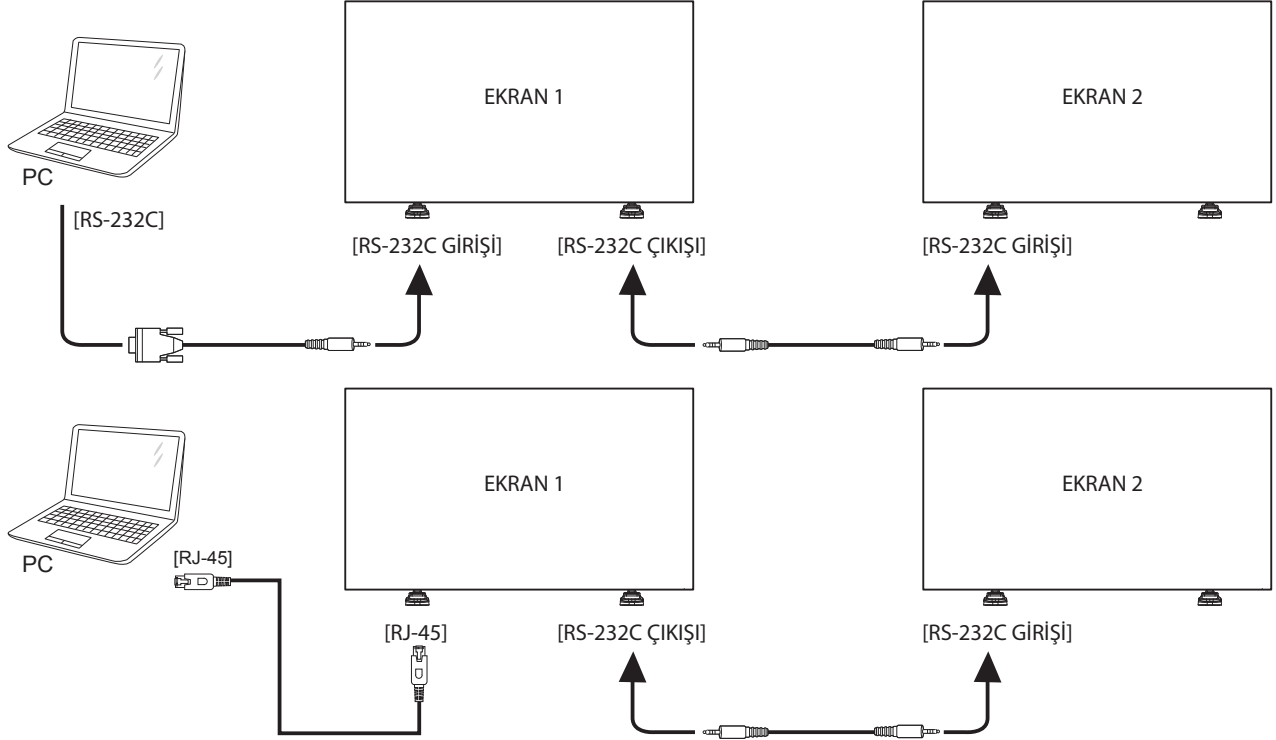 EKRAN 1
EKRAN 2
PC
[RS-232C]
[RS-232C GİRİŞİ]
[RS-232C ÇIKIŞI]
[RS-232C GİRİŞİ]
EKRAN 1
EKRAN 2
PC
[RJ-45]
[RJ-45]
[RS-232C ÇIKIŞI]
[RS-232C GİRİŞİ]